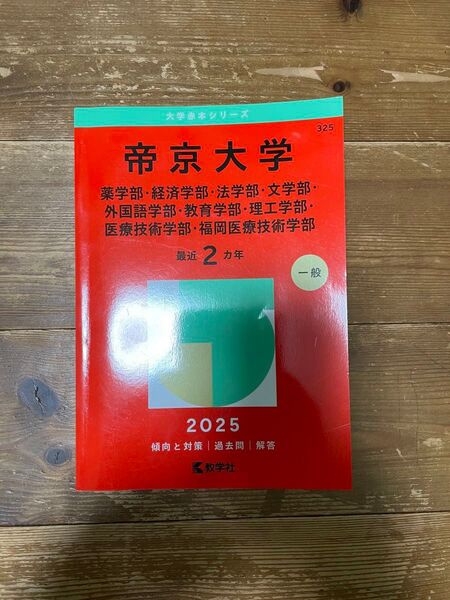 大学赤本シリーズ
325
帝京大学
薬学部・経済学部・法学部・文学部・
外国語学部・教育学部・理工学部・
医療技術学部・福岡医療技術学部
最近2カ年
一般
2025
傾向と対策|過去問|解答
教学社